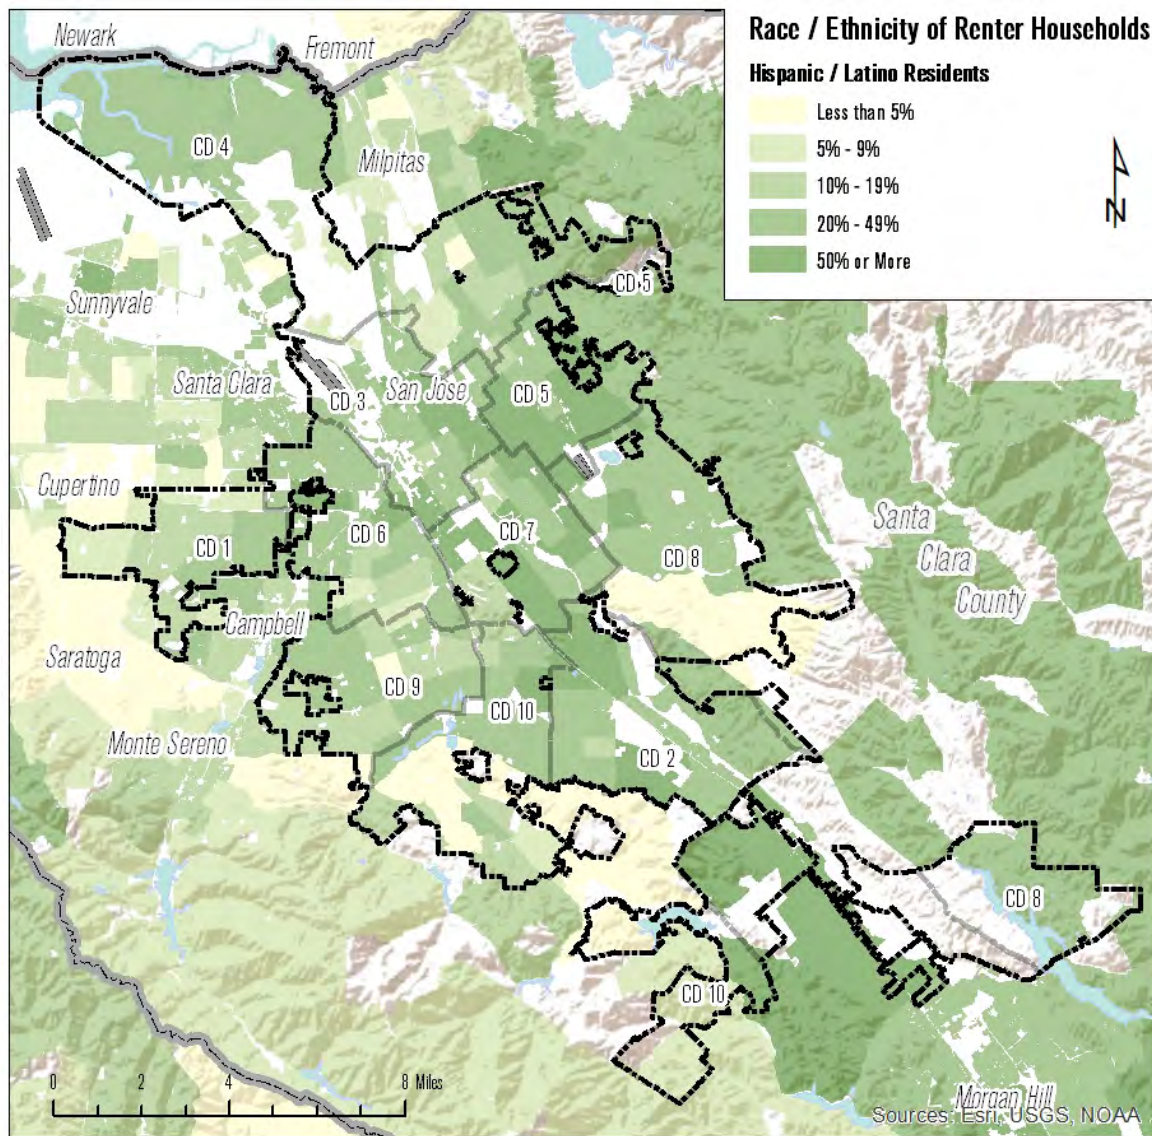 Race / Ethnicity of Renter Households
Hispanic / Latino Residents
Less than 5%
5% - 9%
10% - 19%
20% - 49%
50% or More
N
Newark
Fremont
CD 4
Milpitas
CD 5
Sunnyvale
Santa Clara
San Jose
CD 3
CD 5
Cupertino
Santa
Clara
County
CD 6
CD 7
CD 1
CD 8
Campbell
Saratoga
CD 9
CD 10
Monte Sereno
CD 2
CD 8
CD 10
0 2 4 8 Miles
Morgan Hill
Sources: Esri, USGS, NOAA